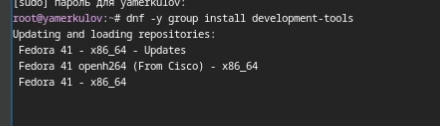 [sudo] пароль для yamerkulov:
root@yamerkulov:~# dnf -y group install development-tools
Updating and loading repositories:
Fedora 41 - x86_64 - Updates
Fedora 41 openh264 (From Cisco) - x86_64
Fedora 41 - x86_64